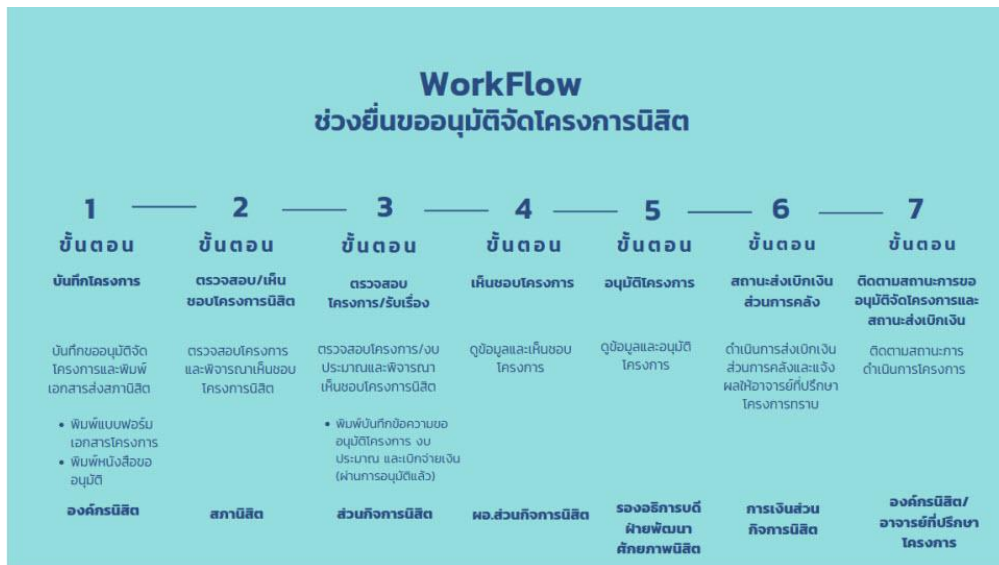 WorkFlow
ช่วงยื่นขออนุมัติจัดโครงการนิสิต
1
2
3
4
5
6
7
ขั้นตอน
ขั้นตอน
ขั้นตอน
ขั้นตอน
ขั้นตอน
ขั้นตอน
ขั้นตอน
บันทึกโครงการ
ตรวจสอบ/เห็น
ชอบโครงการนิสิต
ตรวจสอบ
โครงการ/รับเรื่อง
เห็นชอบโครงการ
อนุมัติโครงการ
สถานะส่งเบิกเงิน
ส่วนการคลัง
ติดตามสถานะการขอ
อนุมัติจัดโครงการและ
สถานะส่งเบิกเงิน
บันทึกขออนุมัติจัด
โครงการและพิมพ์
เอกสารส่งสภานิสิต
ตรวจสอบโครงการ
และพิจารณาเห็นชอบ
โครงการนิสิต
ตรวจสอบโครงการ/งบ
ประมาณและพิจารณา
เห็นชอบโครงการนิสิต
ดูข้อมูลและเห็นชอบ
โครงการ
ดูข้อมูลและอนุมัติ
โครงการ
ดำเนินการส่งเบิกเงิน
ส่วนการคลังและแจ้ง
ผลให้อาจารย์ที่ปรึกษา
โครงการทราบ
ติดตามสถานะการ
ดำเนินการโครงการ
• พิมพ์แบบฟอร์ม
เอกสารโครงการ
• พิมพ์หนังสือขอ
อนุมัติ
• พิมพ์บันทึกข้อความขอ
อนุมัติโครงการ งบ
ประมาณ และเบิกจ่ายเงิน
(ผ่านการอนุมัติแล้ว)
องค์กรนิสิต
สภานิสิต
ส่วนกิจการนิสิต
ผอ.ส่วนกิจการนิสิต
รองอธิการบดี
ฝ่ายพัฒนา
ศักยภาพนิสิต
การเงินส่วน
กิจการนิสิต
องค์กรนิสิต/
อาจารย์ที่ปรึกษา
โครงการ